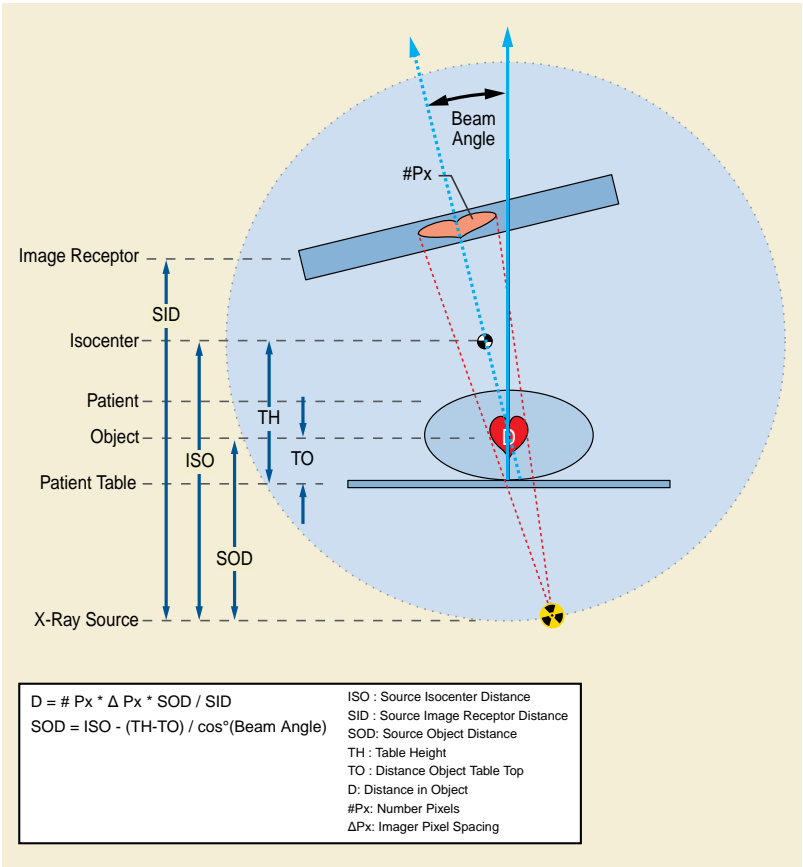 Beam
Angle
#Px
Image Receptor
SID
Isocenter
Patient
TH
Object
D
ISO
TO
Patient Table
SOD
X-Ray Source
D = # Px * Δ Px * SOD / SID
SOD = ISO - (TH-TO) / cos°(Beam Angle)
ISO : Source Isocenter Distance
SID : Source Image Receptor Distance
SOD: Source Object Distance
TH : Table Height
TO : Distance Object Table Top
D: Distance in Object
#Px: Number Pixels
ΔPx: Imager Pixel Spacing